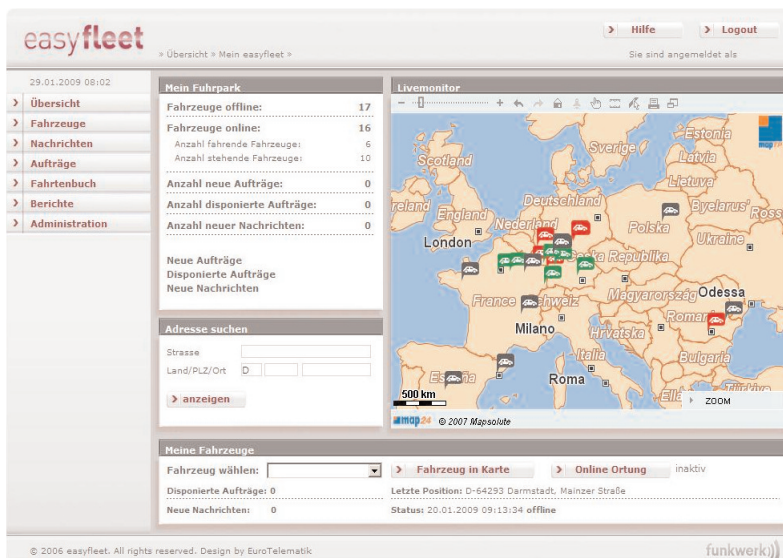 easyfleet
» Übersicht » Mein easyfleet »
Hilfe
Logout
Sie sind angemeldet als
29.01.2009 08:02
Übersicht
Fahrzeuge
Nachrichten
Aufträge
Fahrtenbuch
Berichte
Administration
Mein Fuhrpark
Fahrzeuge offline: 17
Fahrzeuge online: 16
Anzahl fahrende Fahrzeuge: 6
Anzahl stehende Fahrzeuge: 10
Anzahl neue Aufträge: 0
Anzahl disponierte Aufträge: 0
Anzahl neuer Nachrichten: 0
Neue Aufträge
Disponierte Aufträge
Neue Nachrichten
Adresse suchen
Strasse
Land/PLZ/Ort D
anzeigen
Livemonitor
Scotland
Sverige
Eesti Estonia
Latvija
Lietuva
Ireland
England
Nederland
Deutschland
Polska
Byelarus'
London
Ukraine
Česka Republika
France
Schweiz
Magyarország
Odessa
Milano
Hrvatska
Romania
Italia
Bulgaria
España
Roma
Türkiye
500 km
map24 © 2007 Mapsolute
ZOOM
Meine Fahrzeuge
Fahrzeug wählen:
Fahrzeug in Karte
Online Ortung
inaktiv
Disponierte Aufträge: 0
Letzte Position: D-64293 Darmstadt, Mainzer Straße
Neue Nachrichten: 0
Status: 20.01.2009 09:13:34 offline
© 2006 easyfleet. All rights reserved. Design by EuroTelematik
funkwerk